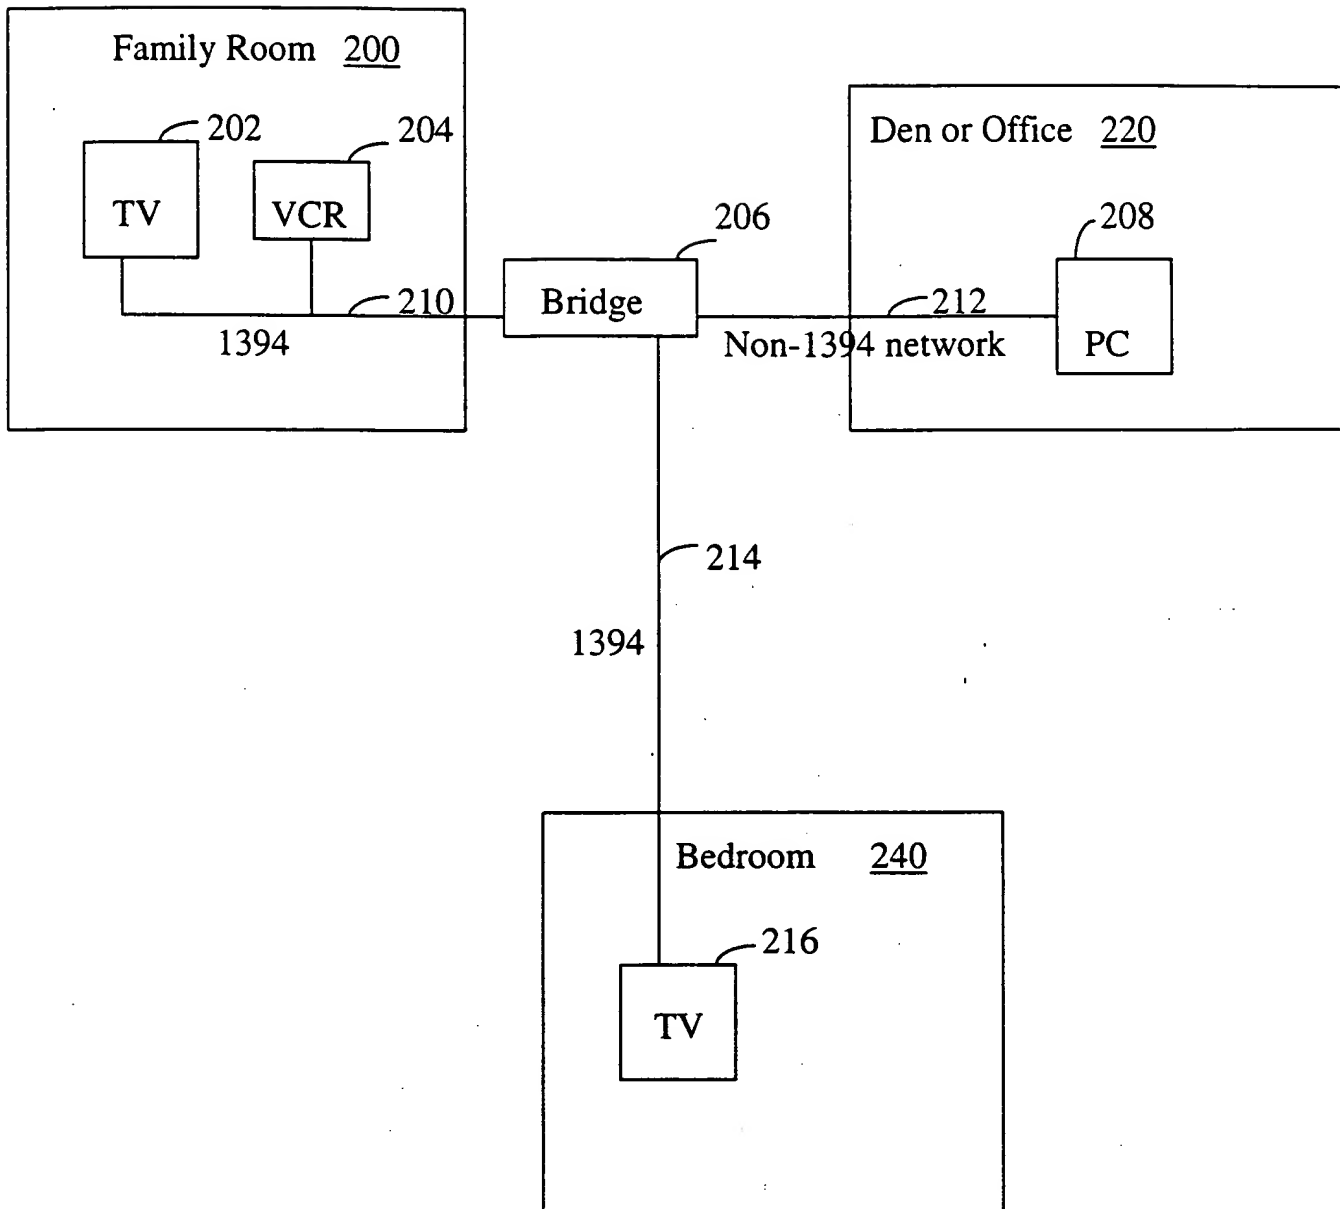 Family Room 200
202
204
TV
VCR
210
1394
206
Bridge
Den or Office 220
208
212
Non-1394 network
PC
214
1394
Bedroom 240
216
TV